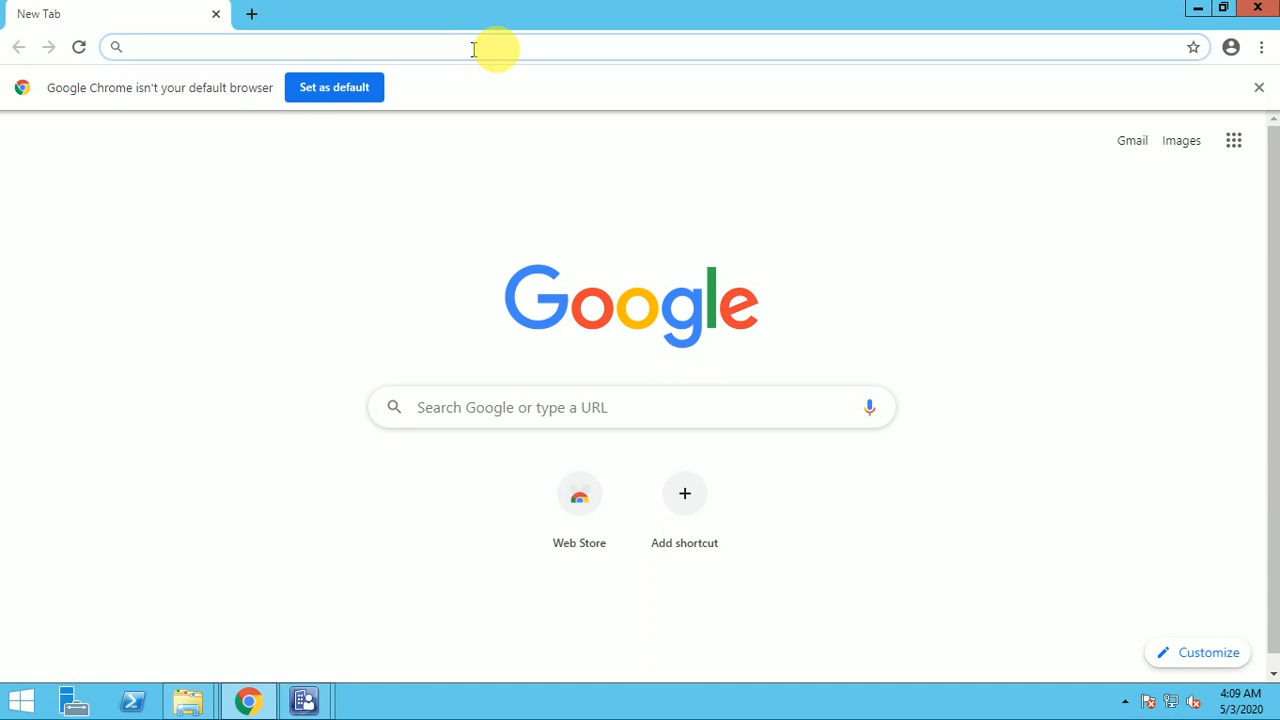 New Tab
Google Chrome isn't your default browser
Set as default
Gmail
Images
Google
Search Google or type a URL
Web Store
Add shortcut
Customize
4:09 AM
5/3/2020